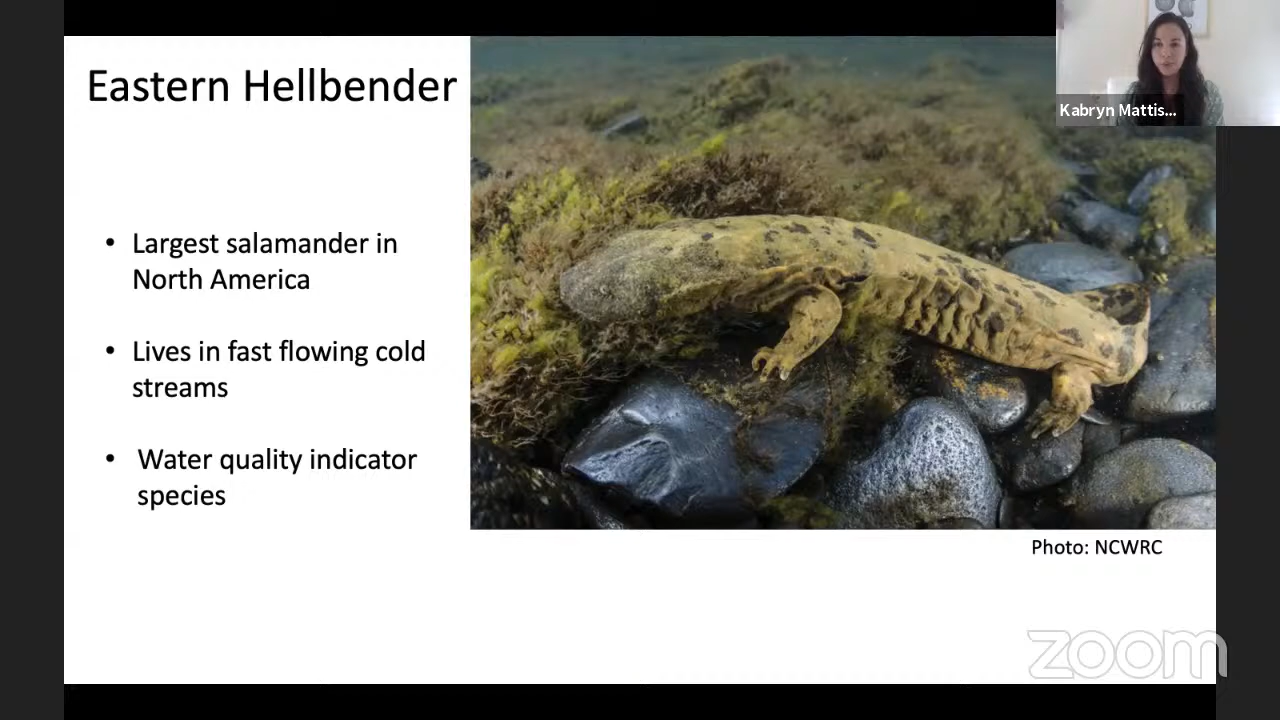 Eastern Hellbender
Kabryn Mattis...
• Largest salamander in
North America
• Lives in fast flowing cold
streams
• Water quality indicator
species
Photo: NCWRC
zoom